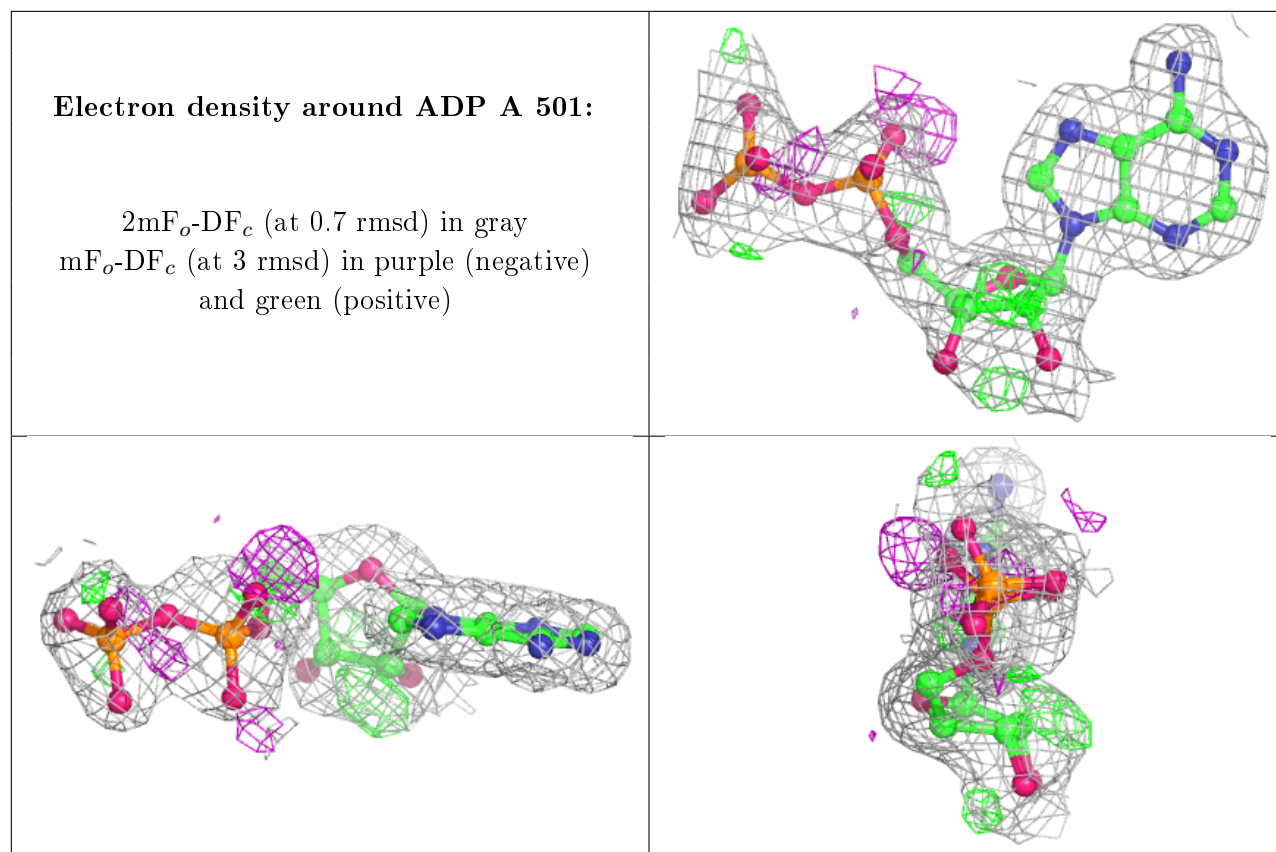 Electron density around ADP A 501:
2mFₒ-DF𝒸 (at 0.7 rmsd) in gray
mFₒ-DF𝒸 (at 3 rmsd) in purple (negative)
and green (positive)